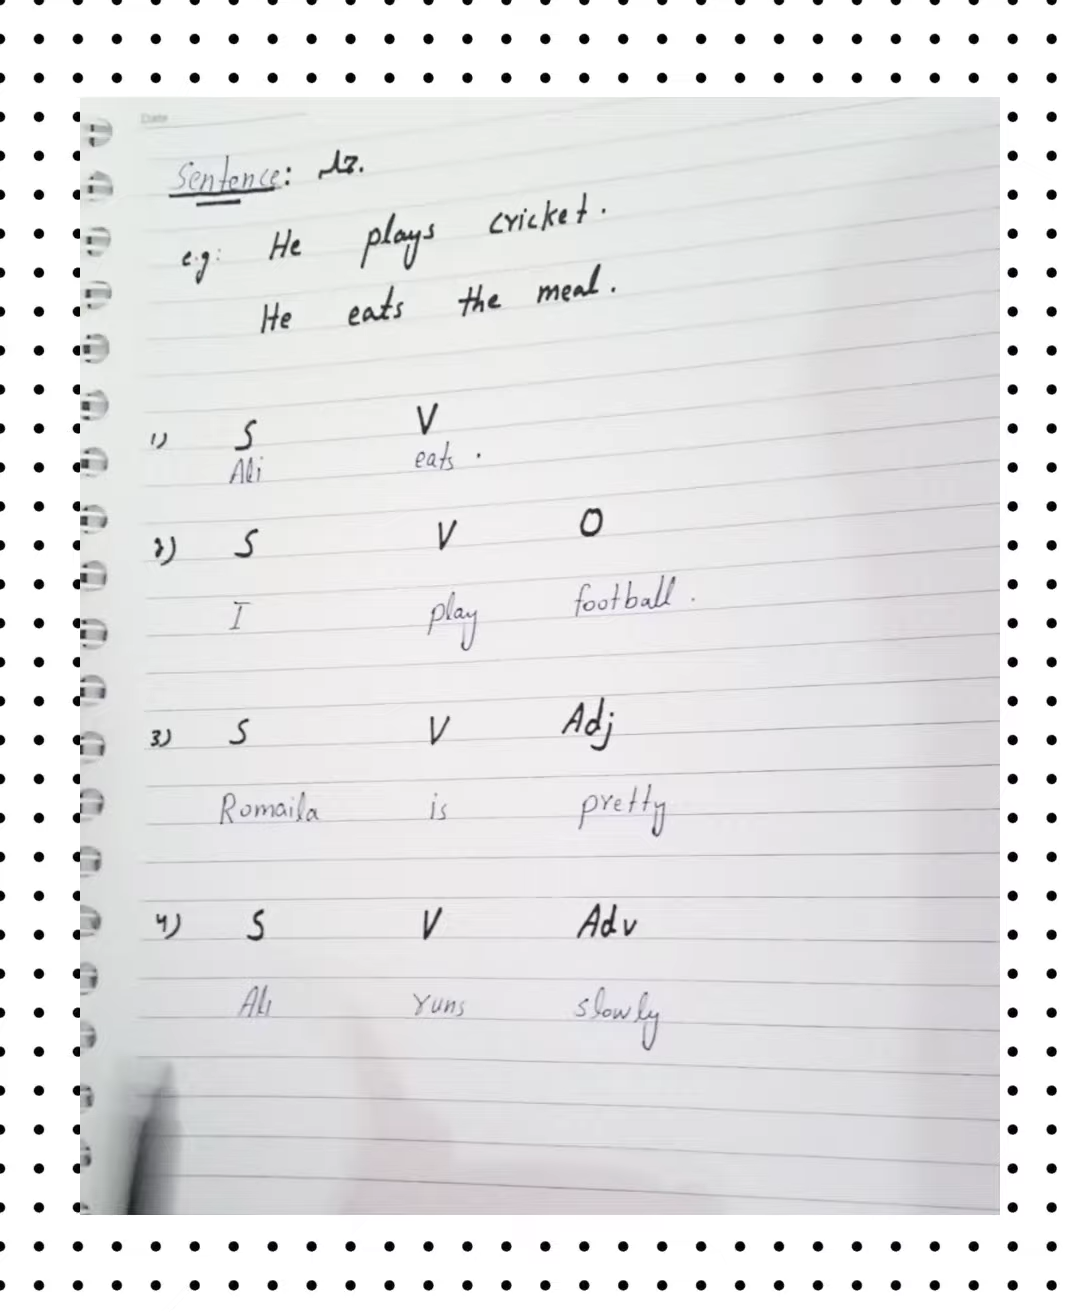 Date
Sentence:
e.g: He plays cricket.
He eats the meal.
1) S V
Ali eats.
2) S V O
I play football.
3) S V Adj
Romaila is pretty
4) S V Adv
Ali runs slowly